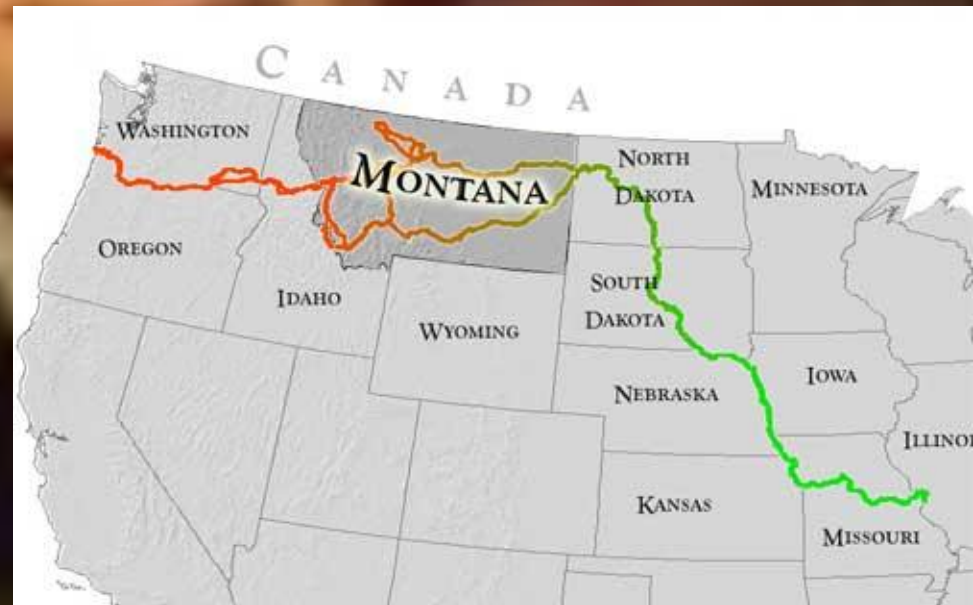 CANADA
WASHINGTON
MONTANA
NORTH
DAKOTA
MINNESOTA
OREGON
IDAHO
SOUTH
DAKOTA
WYOMING
IOWA
NEBRASKA
ILLINOI
KANSAS
MISSOURI